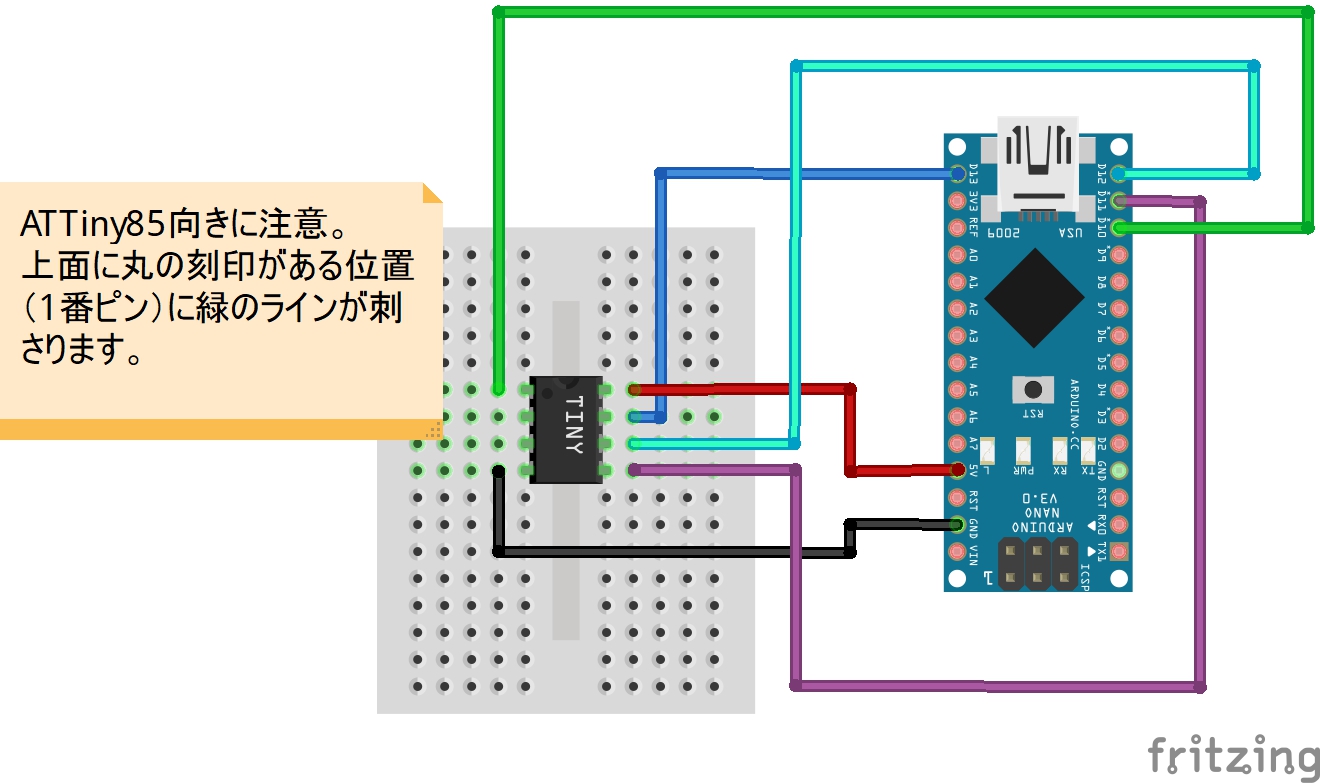 ATTiny85向きに注意。
上面に丸の刻印がある位置
（1番ピン）に緑のラインが刺
さります。
TINY
D13
3V3
REF
A0
A1
A2
A3
A4
A5
A6
A7
5V
RST
GND
VIN
D12
D11
D10
D9
D8
D7
D6
D5
D4
D3
D2
GND
RST
RX0
TX1
USA
2009
RST
ARDUINO.CC
L
PWR
RX
TX
V3.0
NANO
ARDUINO
1
ICSP
fritzing